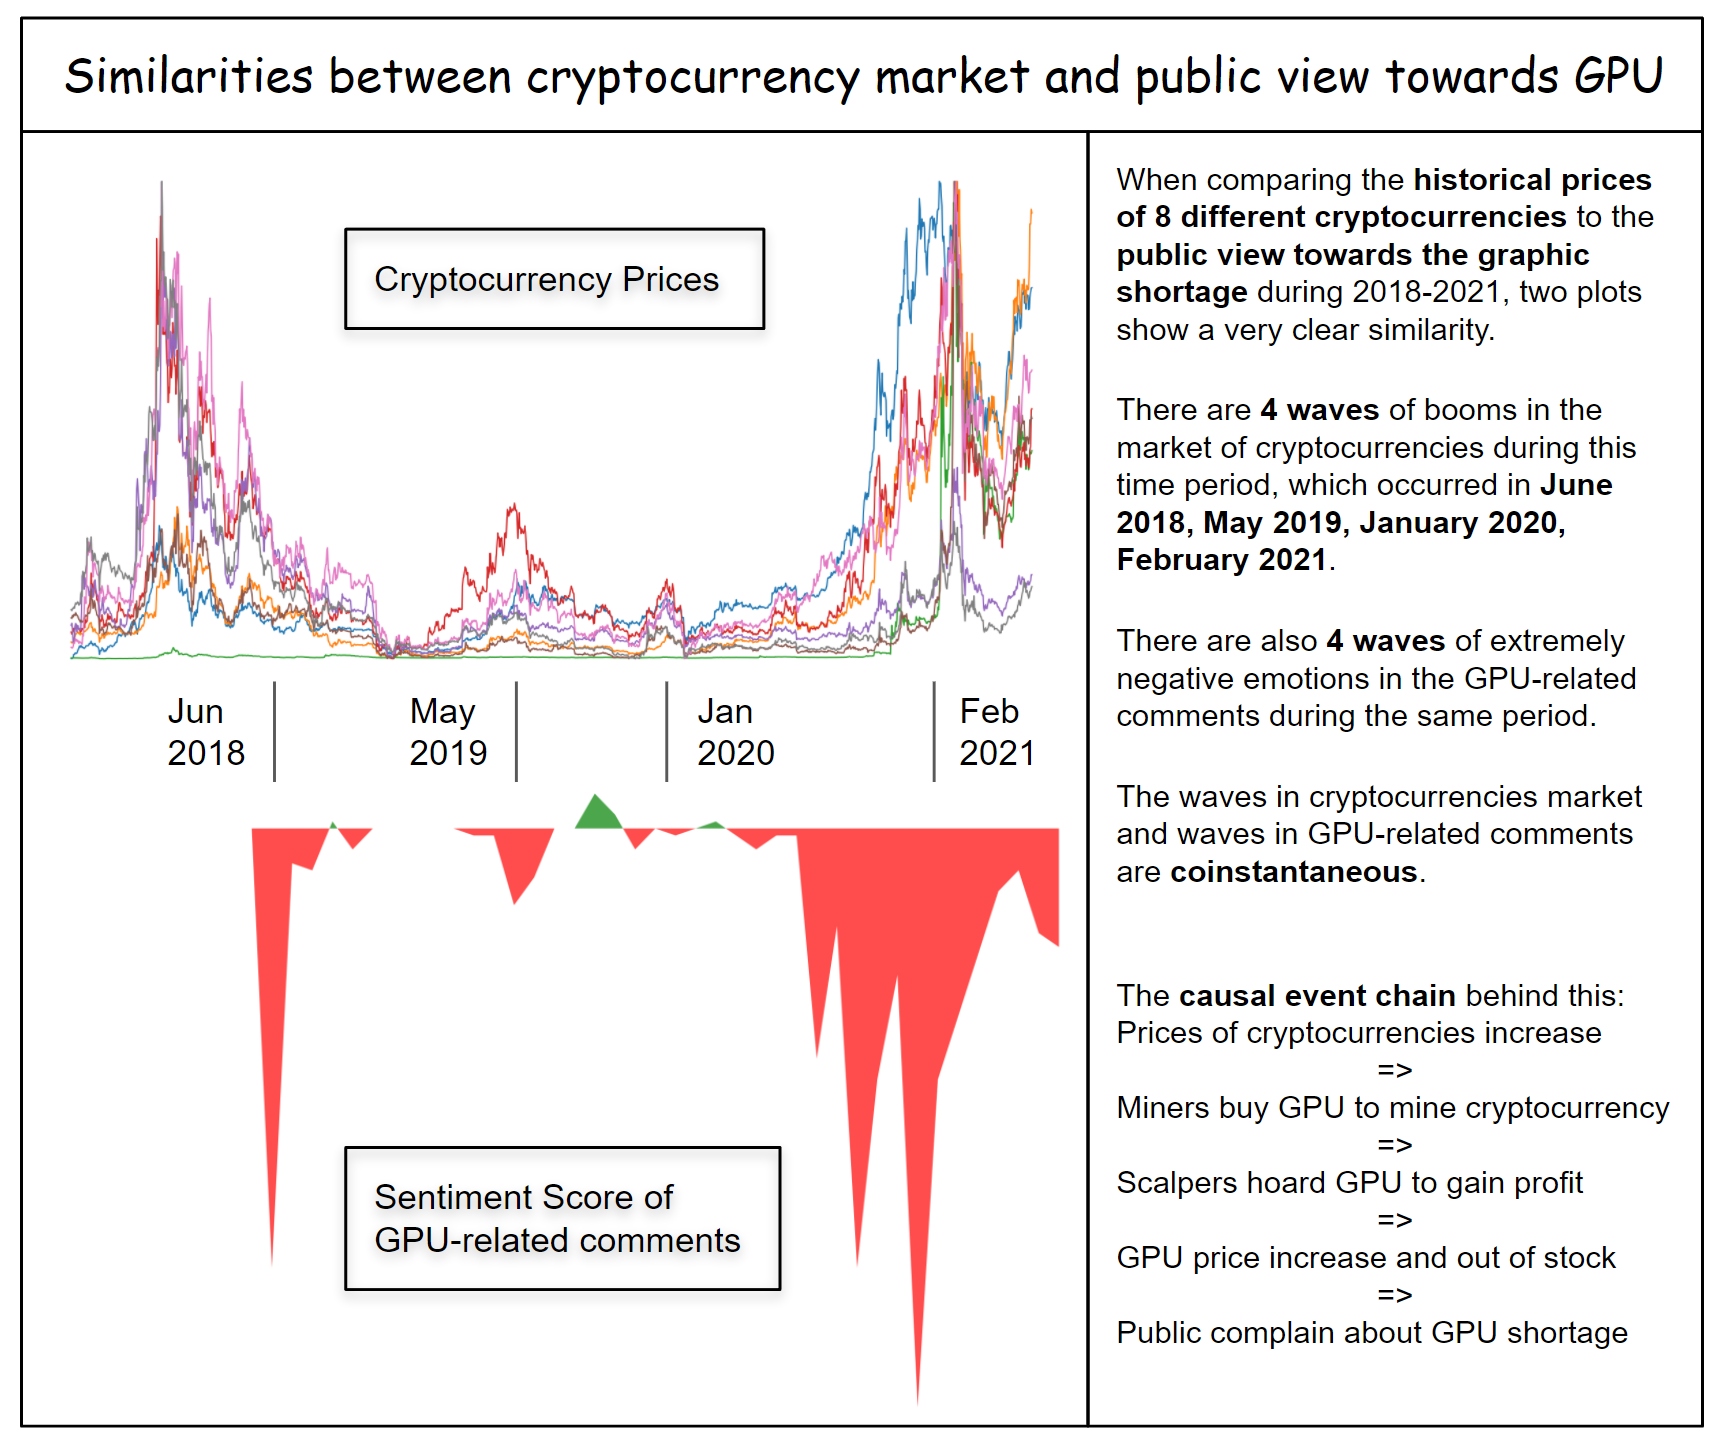 Similarities between cryptocurrency market and public view towards GPU
Cryptocurrency Prices
Jun
2018
May
2019
Jan
2020
Feb
2021
Sentiment Score of
GPU-related comments
When comparing the historical prices
of 8 different cryptocurrencies to the
public view towards the graphic
shortage during 2018-2021, two plots
show a very clear similarity.
There are 4 waves of booms in the
market of cryptocurrencies during this
time period, which occurred in June
2018, May 2019, January 2020,
February 2021.
There are also 4 waves of extremely
negative emotions in the GPU-related
comments during the same period.
The waves in cryptocurrencies market
and waves in GPU-related comments
are coinstantaneous.
The causal event chain behind this:
Prices of cryptocurrencies increase
=>
Miners buy GPU to mine cryptocurrency
=>
Scalpers hoard GPU to gain profit
=>
GPU price increase and out of stock
=>
Public complain about GPU shortage